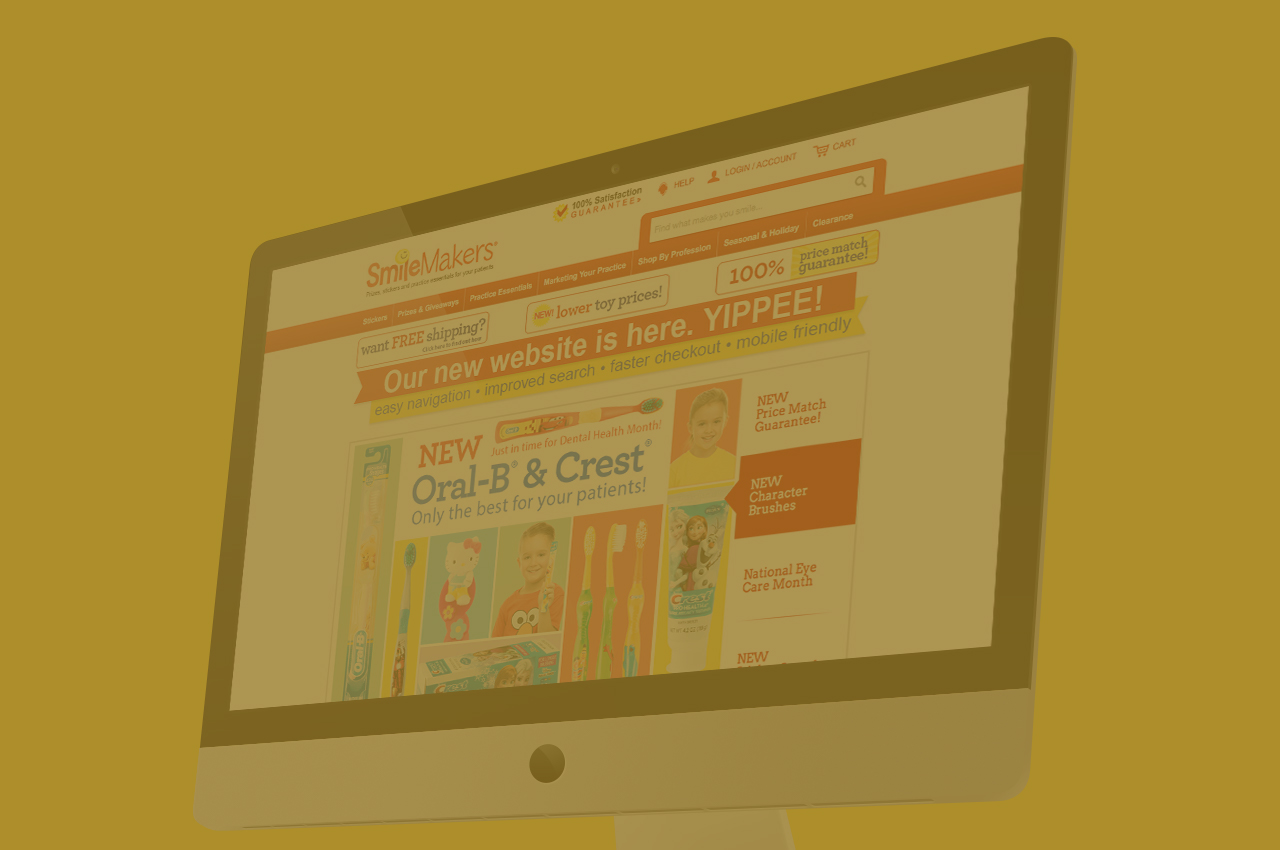 100% Satisfaction
GUARANTEE
HELP
LOGIN / ACCOUNT
CART
Find what makes you smile...
SmileMakers®
Prizes, stickers and practice essentials for your patients
Stickers
Prizes & Giveaways
Practice Essentials
Marketing Your Practice
Shop By Profession
Seasonal & Holiday
Clearance
want FREE shipping?
Click here to find out how
NEW! lower toy prices!
100% price match
guarantee!
Our new website is here. YIPPEE!
easy navigation • improved search • faster checkout • mobile friendly
NEW
Just in time for Dental Health Month!
Oral-B® & Crest®
Only the best for your patients!
NEW
Price Match
Guarantee!
NEW
Character
Brushes
National Eye
Care Month
NEW
Oral-B
Crest
Crest